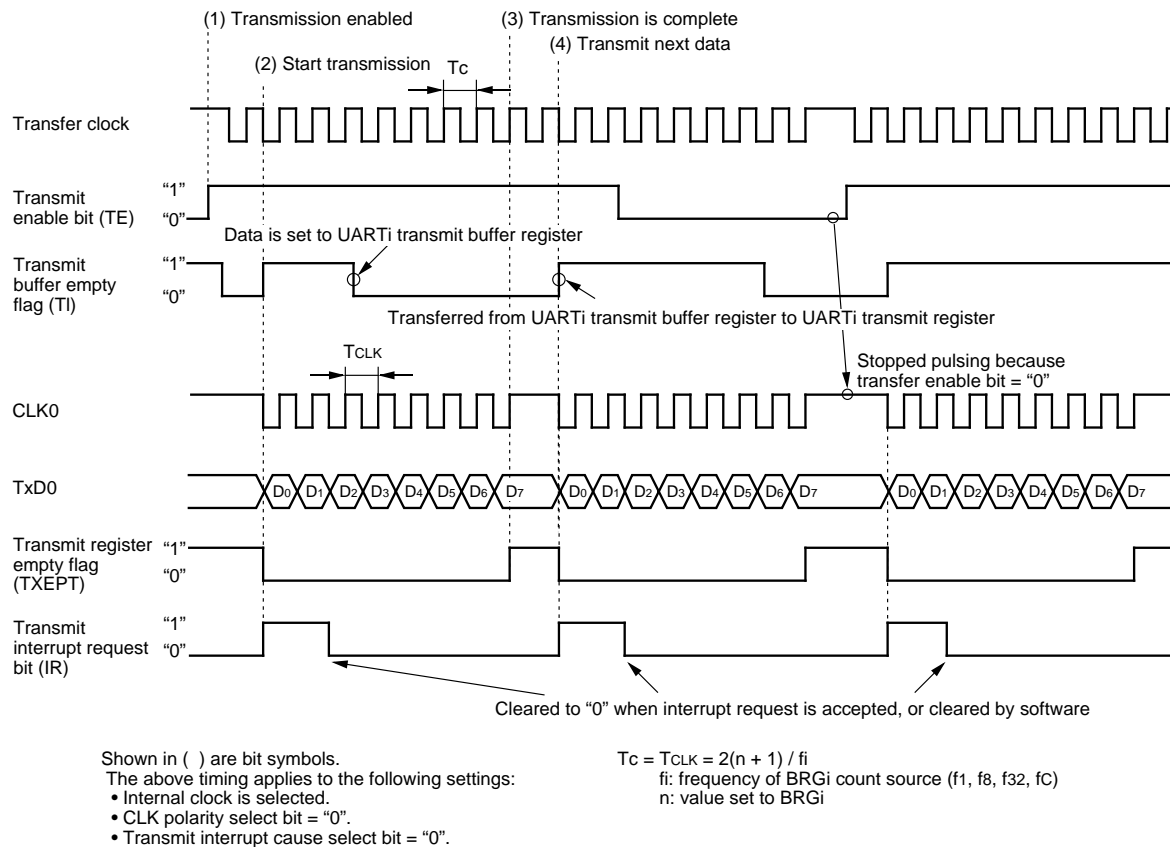 (1) Transmission enabled
(3) Transmission is complete
(4) Transmit next data
(2) Start transmission
Tc
Transfer clock
Transmit
enable bit (TE)
“1”
“0”
Data is set to UARTi transmit buffer register
Transmit
buffer empty
flag (TI)
“1”
“0”
Transferred from UARTi transmit buffer register to UARTi transmit register
TCLK
Stopped pulsing because
transfer enable bit = “0”
CLK0
TxD0
D0 D1 D2 D3 D4 D5 D6 D7 D0 D1 D2 D3 D4 D5 D6 D7 D0 D1 D2 D3 D4 D5 D6 D7
Transmit register
empty flag
(TXEPT)
“1”
“0”
Transmit
interrupt request
bit (IR)
“1”
“0”
Cleared to “0” when interrupt request is accepted, or cleared by software
Shown in ( ) are bit symbols.
The above timing applies to the following settings:
• Internal clock is selected.
• CLK polarity select bit = “0”.
• Transmit interrupt cause select bit = “0”.
Tc = TCLK = 2(n + 1) / fi
fi: frequency of BRGi count source (f1, f8, f32, fC)
n: value set to BRGi